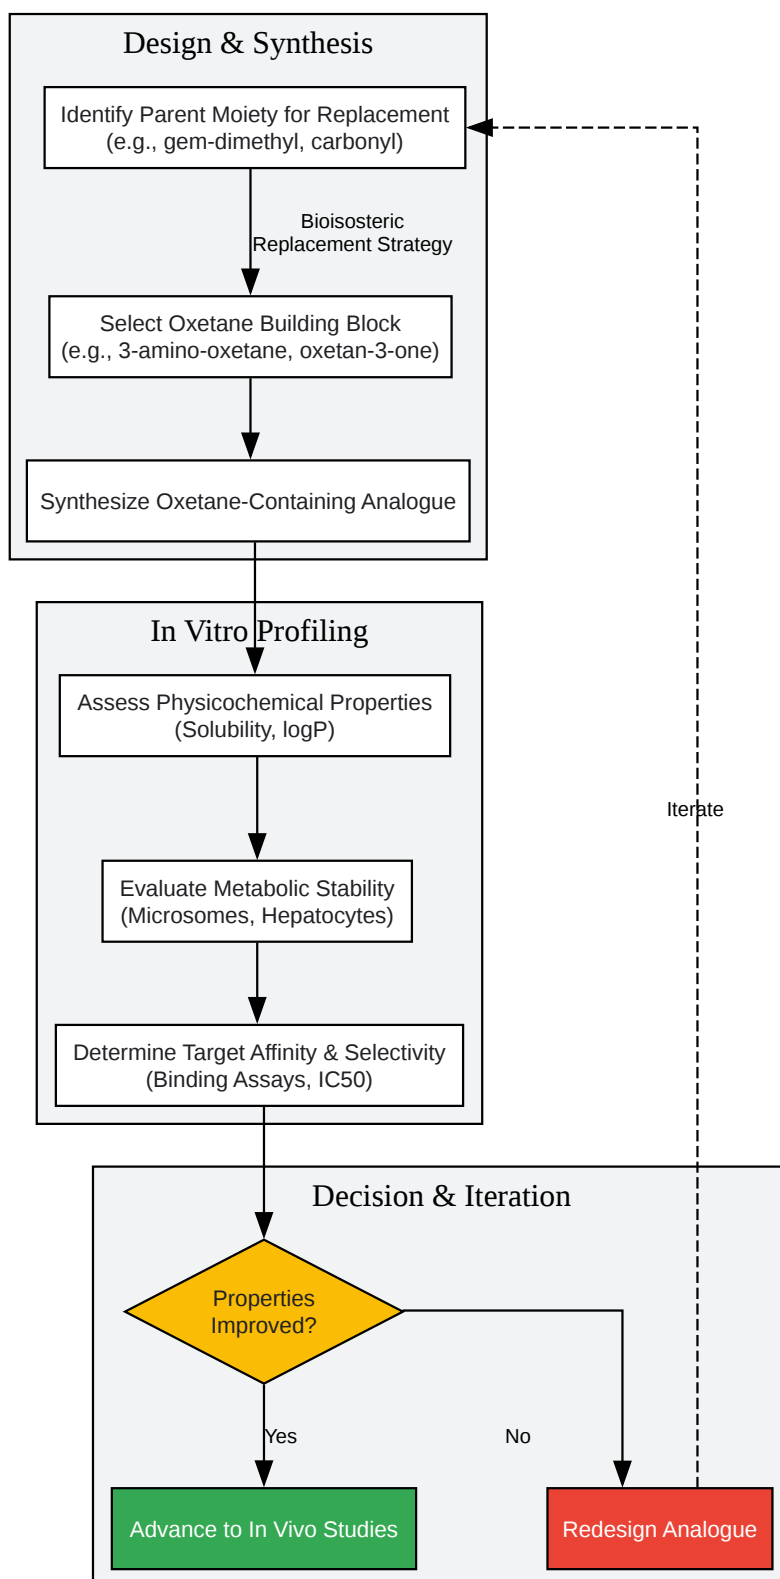 Design & Synthesis
Identify Parent Moiety for Replacement
(e.g., gem-dimethyl, carbonyl)
Bioisosteric
Replacement Strategy
Select Oxetane Building Block
(e.g., 3-amino-oxetane, oxetan-3-one)
Synthesize Oxetane-Containing Analogue
In Vitro Profiling
Assess Physicochemical Properties
(Solubility, logP)
Iterate
Evaluate Metabolic Stability
(Microsomes, Hepatocytes)
Determine Target Affinity & Selectivity
(Binding Assays, IC50)
Decision & Iteration
Properties
Improved?
Yes
No
Advance to In Vivo Studies
Redesign Analogue